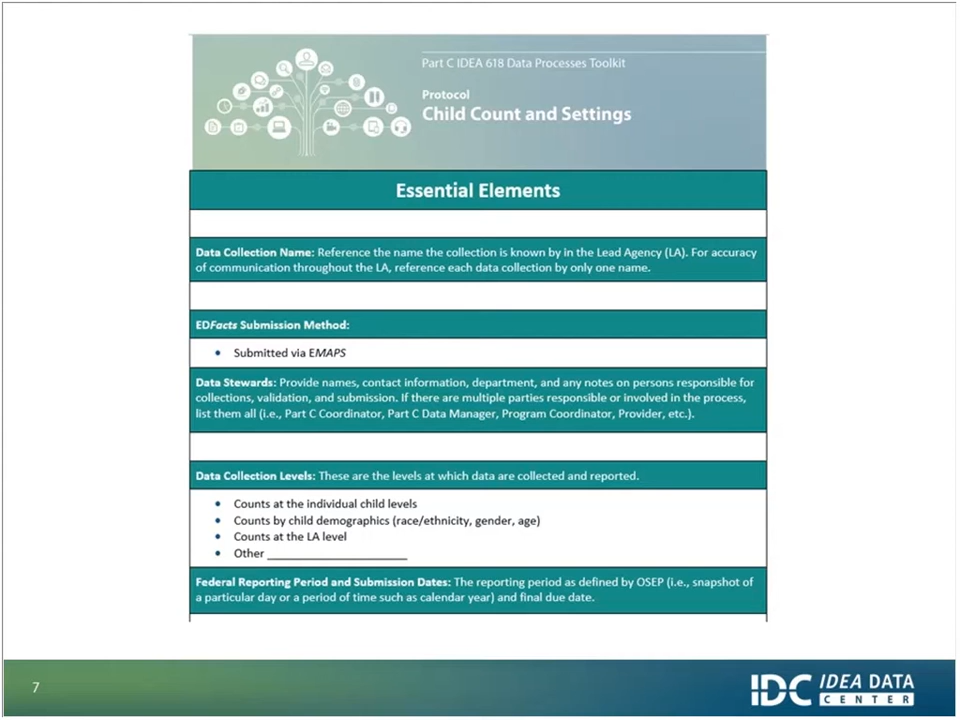 Part C IDEA 618 Data Processes Toolkit
Protocol
Child Count and Settings
Essential Elements
Data Collection Name: Reference the name the collection is known by in the Lead Agency (LA). For accuracy
of communication throughout the LA, reference each data collection by only one name.
EDFacts Submission Method:
• Submitted via EMAPS
Data Stewards: Provide names, contact information, department, and any notes on persons responsible for
collections, validation, and submission. If there are multiple parties responsible or involved in the process,
list them all (i.e., Part C Coordinator, Part C Data Manager, Program Coordinator, Provider, etc.).
Data Collection Levels: These are the levels at which data are collected and reported.
• Counts at the individual child levels
• Counts by child demographics (race/ethnicity, gender, age)
• Counts at the LA level
• Other ____________________
Federal Reporting Period and Submission Dates: The reporting period as defined by OSEP (i.e., snapshot of
a particular day or a period of time such as calendar year) and final due date.
7
IDC IDEA DATA
CENTER